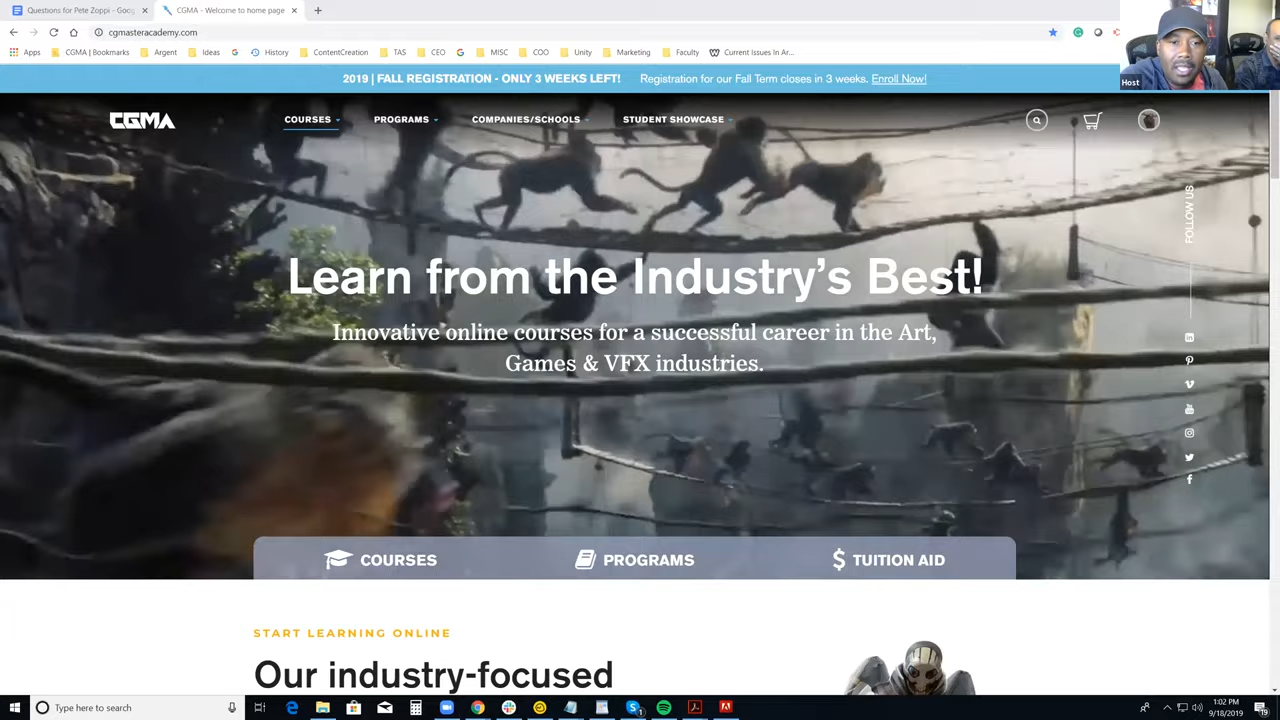 Questions for Pete Zoppi - Goo
CGMA - Welcome to home page
cgmasteracademy.com
Apps
CGMA | Bookmarks
Argent
Ideas
History
ContentCreation
TAS
CEO
MISC
COO
Unity
Marketing
Faculty
Current Issues In Ar...
Host
2019 | FALL REGISTRATION - ONLY 3 WEEKS LEFT! Registration for our Fall Term closes in 3 weeks. Enroll Now!
CGMA
COURSES
PROGRAMS
COMPANIES/SCHOOLS
STUDENT SHOWCASE
FOLLOW US
Learn from the Industry's Best!
Innovative online courses for a successful career in the Art,
Games & VFX industries.
COURSES
PROGRAMS
$ TUITION AID
START LEARNING ONLINE
Our industry-focused
Type here to search
1:02 PM
9/18/2019
19